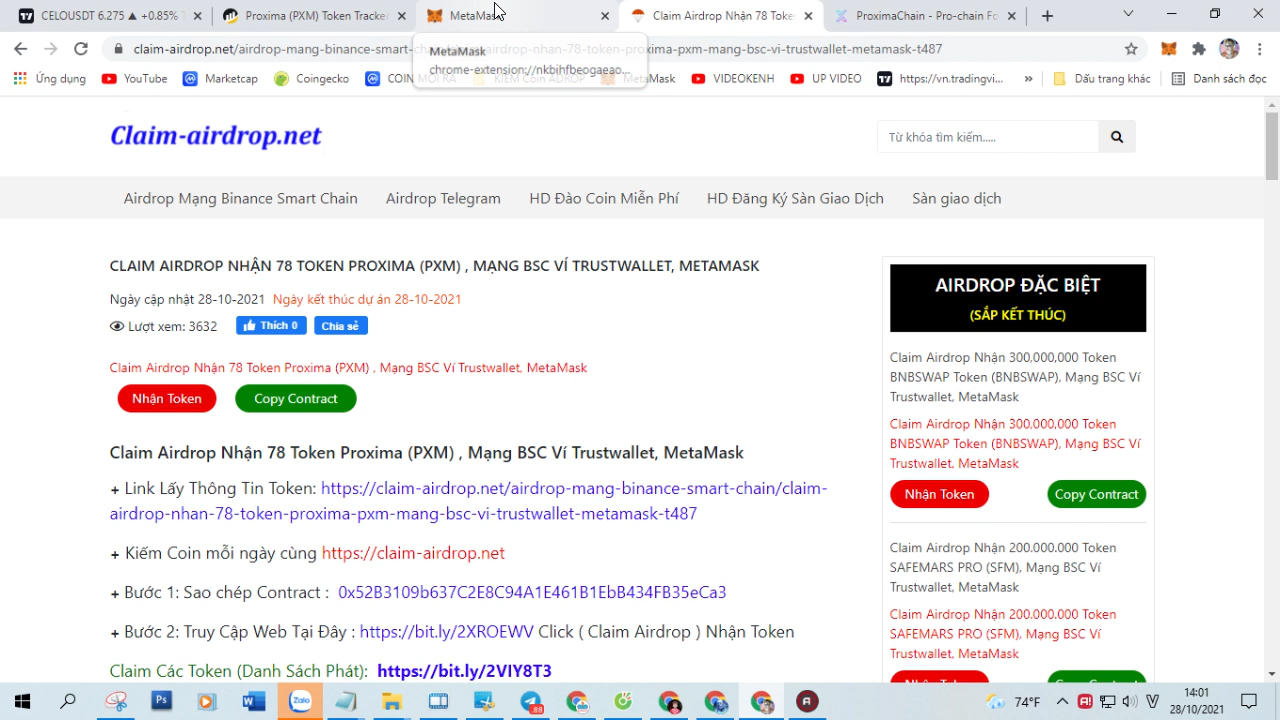 CELOUSDT 6.275 ▲ +0.85%
Proxima (PXM) Token Tracker
MetaMask
Claim Airdrop Nhận 78 Toke
ProximaChain - Pro-chain Fo
claim-airdrop.net/airdrop-mang-binance-smart-ch
airdrop-nhan-78-token-proxima-pxm-mang-bsc-vi-trustwallet-metamask-t487
MetaMask
chrome-extension://nkbihfbeogaeao...
Ứng dụng
YouTube
Marketcap
Coingecko
MetaMask
VIDEOKENH
UP VIDEO
https://vn.tradingvi...
»
Dấu trang khác
Danh sách đọc
Claim-airdrop.net
Từ khóa tìm kiếm.....
Airdrop Mạng Binance Smart Chain
Airdrop Telegram
HD Đào Coin Miễn Phí
HD Đăng Ký Sàn Giao Dịch
Sàn giao dịch
CLAIM AIRDROP NHẬN 78 TOKEN PROXIMA (PXM) , MẠNG BSC VÍ TRUSTWALLET, METAMASK
Ngày cập nhật 28-10-2021 Ngày kết thúc dự án 28-10-2021
Lượt xem: 3632
Thích 0
Chia sẻ
Claim Airdrop Nhận 78 Token Proxima (PXM) , Mạng BSC Ví Trustwallet, MetaMask
Nhận Token
Copy Contract
Claim Airdrop Nhận 78 Token Proxima (PXM) , Mạng BSC Ví Trustwallet, MetaMask
+ Link Lấy Thông Tin Token: https://claim-airdrop.net/airdrop-mang-binance-smart-chain/claim-
airdrop-nhan-78-token-proxima-pxm-mang-bsc-vi-trustwallet-metamask-t487
+ Kiếm Coin mỗi ngày cùng https://claim-airdrop.net
+ Bước 1: Sao chép Contract : 0x52B3109b637C2E8C94A1E461B1EbB434FB35eCa3
+ Bước 2: Truy Cập Web Tại Đây : https://bit.ly/2XROEWV Click ( Claim Airdrop ) Nhận Token
Claim Các Token (Danh Sách Phát): https://bit.ly/2VIY8T3
AIRDROP ĐẶC BIỆT
(SẮP KẾT THÚC)
Claim Airdrop Nhận 300,000,000 Token
BNBSWAP Token (BNBSWAP), Mạng BSC Ví
Trustwallet, MetaMask
Claim Airdrop Nhận 300,000,000 Token
BNBSWAP Token (BNBSWAP), Mạng BSC Ví
Trustwallet, MetaMask
Nhận Token
Copy Contract
Claim Airdrop Nhận 200.000.000 Token
SAFEMARS PRO (SFM), Mạng BSC Ví
Trustwallet, MetaMask
Claim Airdrop Nhận 200.000.000 Token
SAFEMARS PRO (SFM), Mạng BSC Ví
Trustwallet, MetaMask
Zalo
88
74°F
14:01
28/10/2021